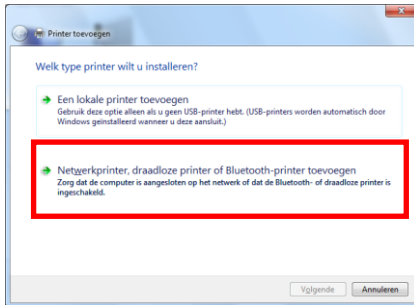 Printer toevoegen
Welk type printer wilt u installeren?
Een lokale printer toevoegen
Gebruik deze optie alleen als u geen USB-printer hebt. (USB-printers worden automatisch door
Windows geïnstalleerd wanneer u deze aansluit.)
Netwerkprinter, draadloze printer of Bluetooth-printer toevoegen
Zorg dat de computer is aangesloten op het netwerk of dat de Bluetooth- of draadloze printer is
ingeschakeld.
Volgende Annuleren